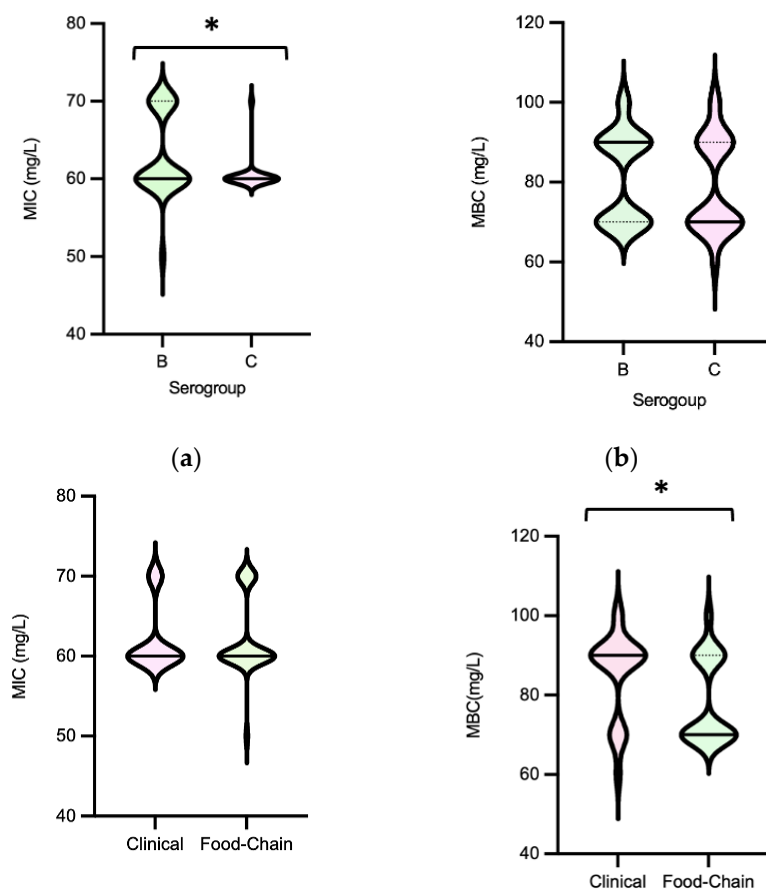 80
70
60
50
40
MIC (mg/L)
*
B
C
Serogroup
120
100
80
60
40
MBC (mg/L)
B
C
Serogoup
(a)
(b)
80
70
60
50
40
MIC (mg/L)
Clinical
Food-Chain
*
120
100
80
60
40
MBC(mg/L)
Clinical
Food-Chain